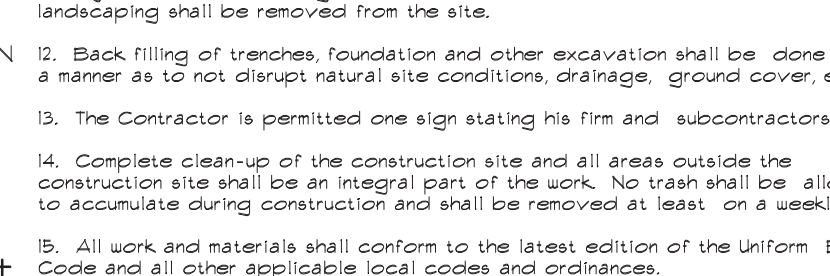 landscaping shall be removed from the site.
N
12. Back filling of trenches, foundation and other excavation shall be done
a manner as to not disrupt natural site conditions, drainage, ground cover,
13. The Contractor is permitted one sign stating his firm and subcontractors
14. Complete clean-up of the construction site and all areas outside the
construction site shall be an integral part of the work. No trash shall be
to accumulate during construction and shall be removed at least on a
15. All work and materials shall conform to the latest edition of the Uniform
Code and all other applicable local codes and ordinances.